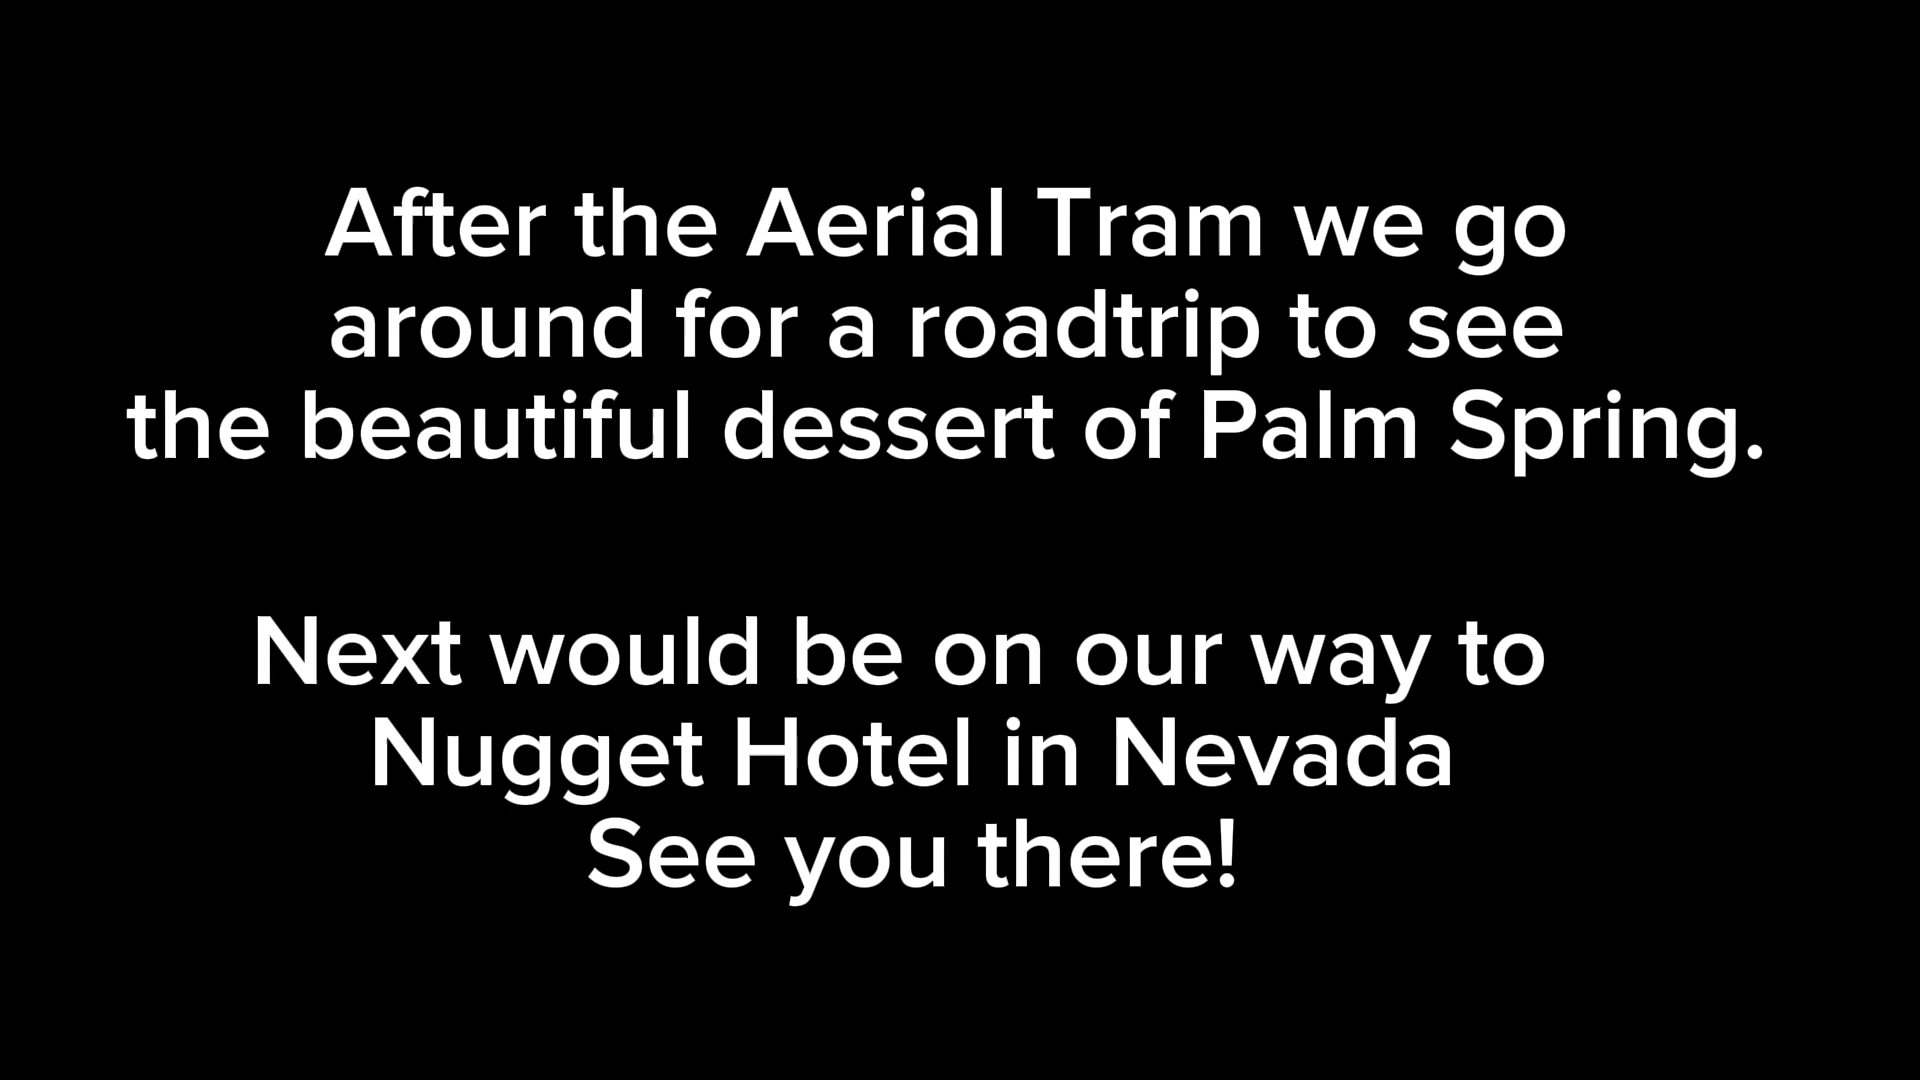 After the Aerial Tram we go
around for a roadtrip to see
the beautiful dessert of Palm Spring.
Next would be on our way to
Nugget Hotel in Nevada
See you there!